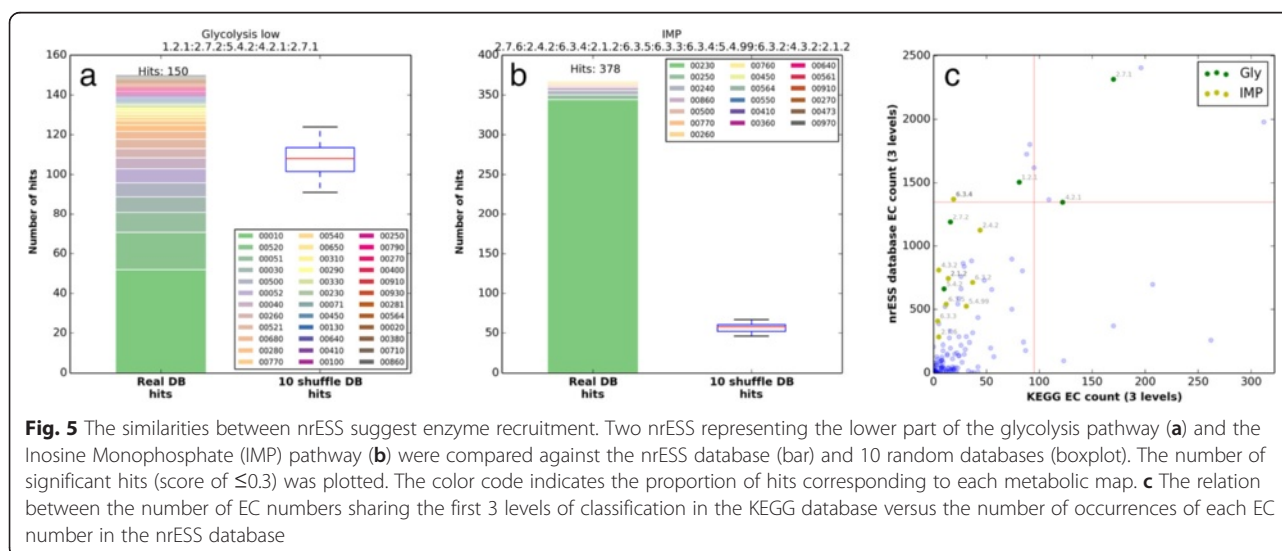 Glycolysis low
1.2.1:2.7.2:5.4.2:4.2.1:2.7.1
a
Hits: 150
Number of hits
160
140
120
100
80
60
40
20
0
00010 00540 00250
00520 00650 00790
00051 00310 00270
00030 00290 00400
00500 00330 00910
00052 00230 00930
00040 00071 00281
00260 00450 00564
00521 00130 00020
00680 00640 00380
00280 00410 00710
00770 00100 00860
Real DB hits
10 shuffle DB hits
IMP
2.7.6:2.4.2:6.3.4:2.1.2:6.3.5:6.3.3:6.3.4:5.4.99:6.3.2:4.3.2:2.1.2
b
Hits: 378
Number of hits
400
350
300
250
200
150
100
50
0
00230 00760 00640
00250 00450 00561
00240 00564 00910
00860 00550 00270
00500 00410 00473
00770 00360 00970
00260
Real DB hits
10 shuffle DB hits
c
Gly
IMP
nrESS database EC count (3 levels)
2500
2000
1500
1000
500
0
2.7.1
1.2.1
6.3.4
4.2.1
2.7.2
2.4.2
4.3.2
5.4.99
6.3.3
0 50 100 150 200 250 300
KEGG EC count (3 levels)
Fig. 5 The similarities between nrESS suggest enzyme recruitment. Two nrESS representing the lower part of the glycolysis pathway (a) and the
Inosine Monophosphate (IMP) pathway (b) were compared against the nrESS database (bar) and 10 random databases (boxplot). The number of
significant hits (score of ≤0.3) was plotted. The color code indicates the proportion of hits corresponding to each metabolic map. c The relation
between the number of EC numbers sharing the first 3 levels of classification in the KEGG database versus the number of occurrences of each EC
number in the nrESS database